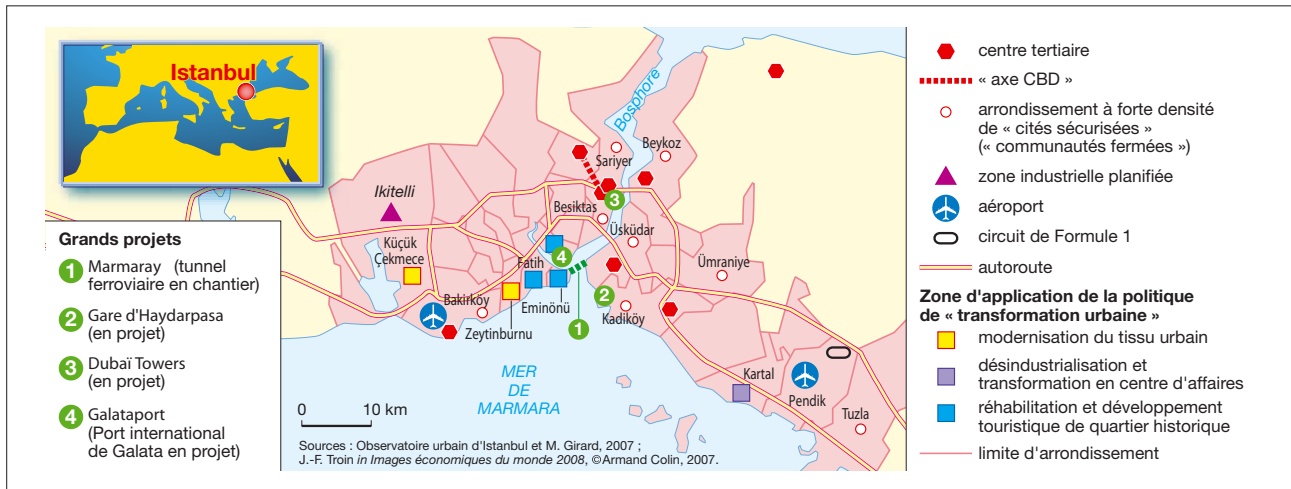 Istanbul
Bosphore
Sariyer
Beykoz
Ikitelli
Besiktas
Üsküdar
Küçük
Çekmece
Fatih
Ümraniye
Bakirköy
Eminönü
Zeytinburnu
Kadiköy
MER
DE
MARMARA
Kartal
Pendik
Tuzla
3
4
2
1
Grands projets
1 Marmaray (tunnel
ferroviaire en chantier)
2 Gare d'Haydarpasa
(en projet)
3 Dubaï Towers
(en projet)
4 Galataport
(Port international
de Galata en projet)
0 10 km
Sources : Observatoire urbain d'Istanbul et M. Girard, 2007 ;
J.-F. Troin in Images économiques du monde 2008, ©Armand Colin, 2007.
centre tertiaire
« axe CBD »
arrondissement à forte densité
de « cités sécurisées »
(« communautés fermées »)
zone industrielle planifiée
aéroport
circuit de Formule 1
autoroute
Zone d'application de la politique
de « transformation urbaine »
modernisation du tissu urbain
désindustrialisation et
transformation en centre d'affaires
réhabilitation et développement
touristique de quartier historique
limite d'arrondissement